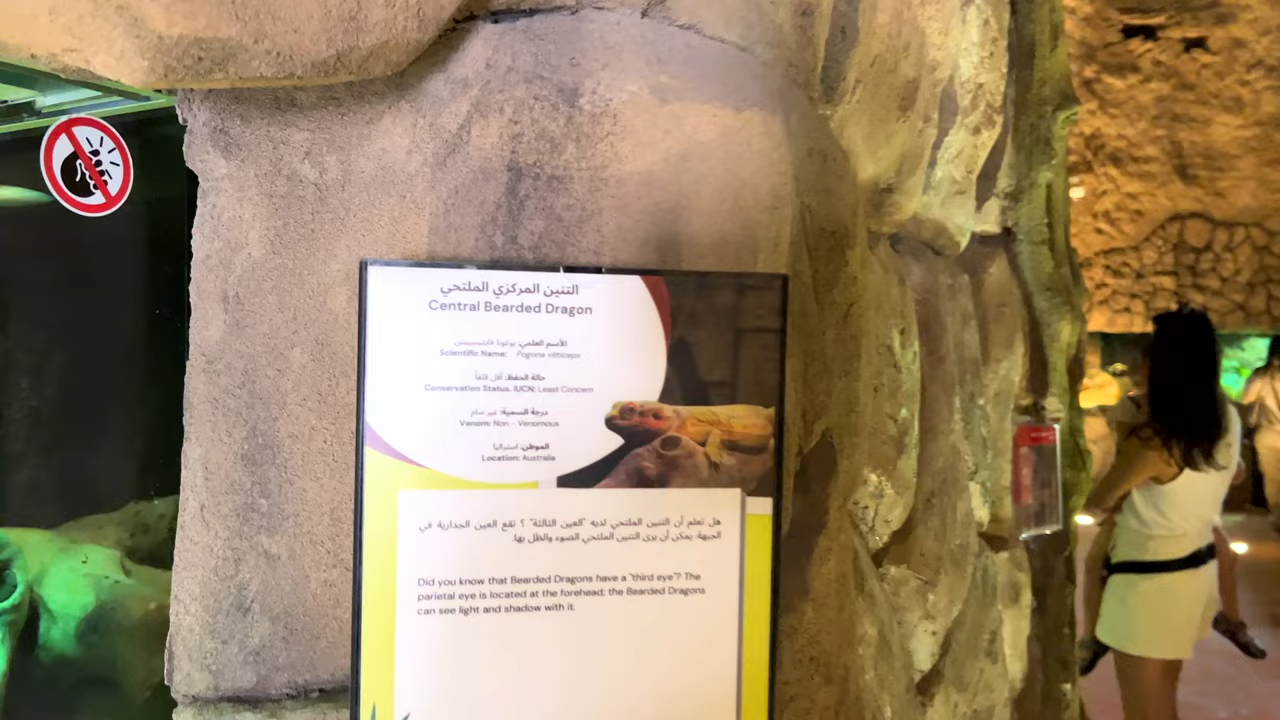 التنين المركزي الملتحي
Central Bearded Dragon
الأسم العلمي: بوغونا فايتسيبس
Scientific Name: Pogona vitticeps
حالة الحفظ: أقل قلقاً
Conservation Status, IUCN: Least Concern
درجة السمية: غير سام
Venom: Non - Venomous
الموطن: استراليا
Location: Australia
هل تعلم أن التنين الملتحي لديه "العين الثالثة" ؟ تقع العين الجدارية في
الجبهة، يمكن أن يرى التنين الملتحي الضوء والظل بها.
Did you know that Bearded Dragons have a "third eye"? The
parietal eye is located at the forehead; the Bearded Dragons
can see light and shadow with it.